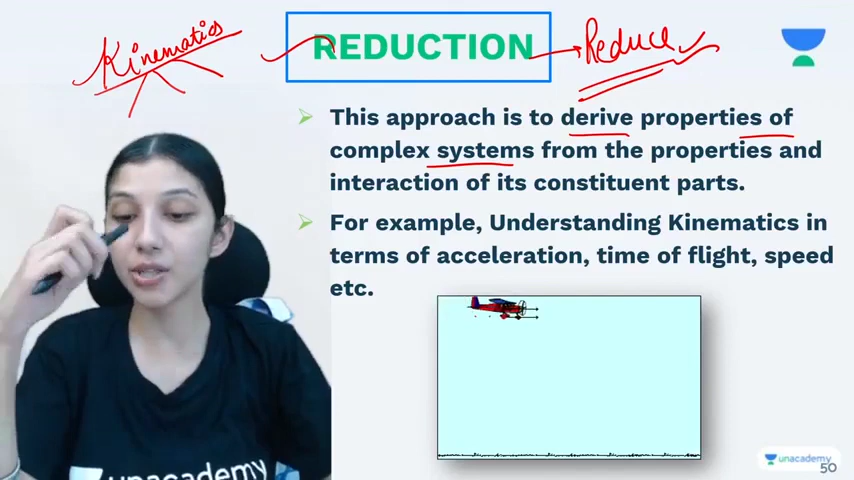 Kinematics
REDUCTION
Reduce
This approach is to derive properties of
complex systems from the properties and
interaction of its constituent parts.
For example, Understanding Kinematics in
terms of acceleration, time of flight, speed
etc.
unacademy
unacademy
50